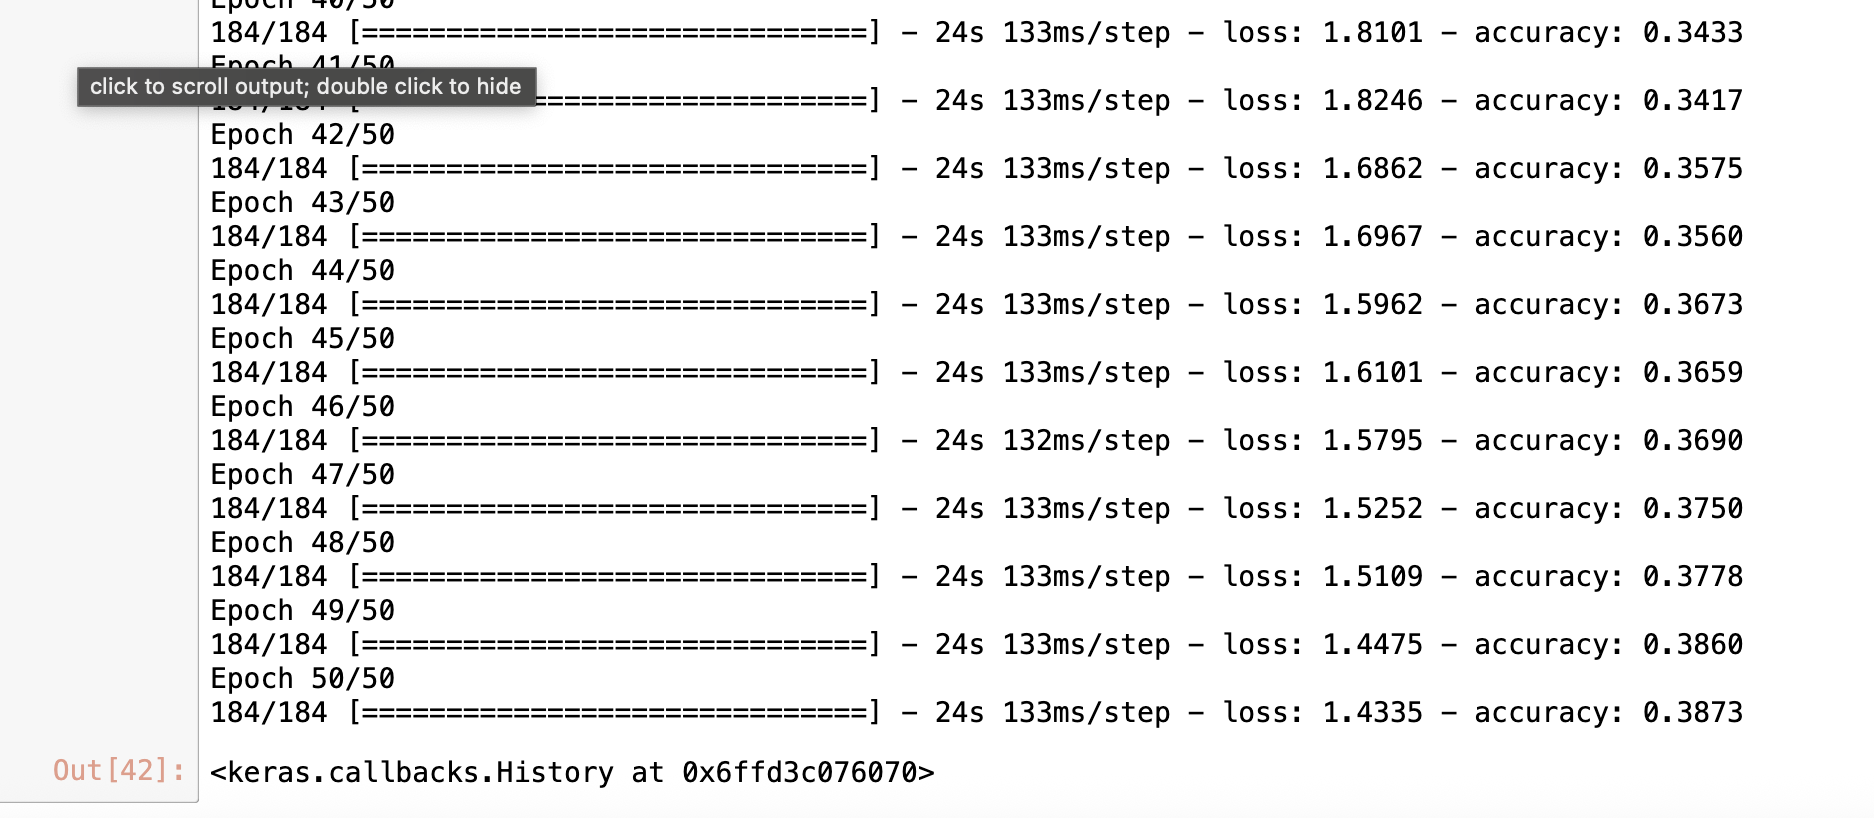 Epoch 40/50
184/184 [==============================] - 24s 133ms/step - loss: 1.8101 - accuracy: 0.3433
Epoch 41/50
click to scroll output; double click to hide
184/184 [==============================] - 24s 133ms/step - loss: 1.8246 - accuracy: 0.3417
Epoch 42/50
184/184 [==============================] - 24s 133ms/step - loss: 1.6862 - accuracy: 0.3575
Epoch 43/50
184/184 [==============================] - 24s 133ms/step - loss: 1.6967 - accuracy: 0.3560
Epoch 44/50
184/184 [==============================] - 24s 133ms/step - loss: 1.5962 - accuracy: 0.3673
Epoch 45/50
184/184 [==============================] - 24s 133ms/step - loss: 1.6101 - accuracy: 0.3659
Epoch 46/50
184/184 [==============================] - 24s 132ms/step - loss: 1.5795 - accuracy: 0.3690
Epoch 47/50
184/184 [==============================] - 24s 133ms/step - loss: 1.5252 - accuracy: 0.3750
Epoch 48/50
184/184 [==============================] - 24s 133ms/step - loss: 1.5109 - accuracy: 0.3778
Epoch 49/50
184/184 [==============================] - 24s 133ms/step - loss: 1.4475 - accuracy: 0.3860
Epoch 50/50
184/184 [==============================] - 24s 133ms/step - loss: 1.4335 - accuracy: 0.3873
Out[42]: <keras.callbacks.History at 0x6ffd3c076070>